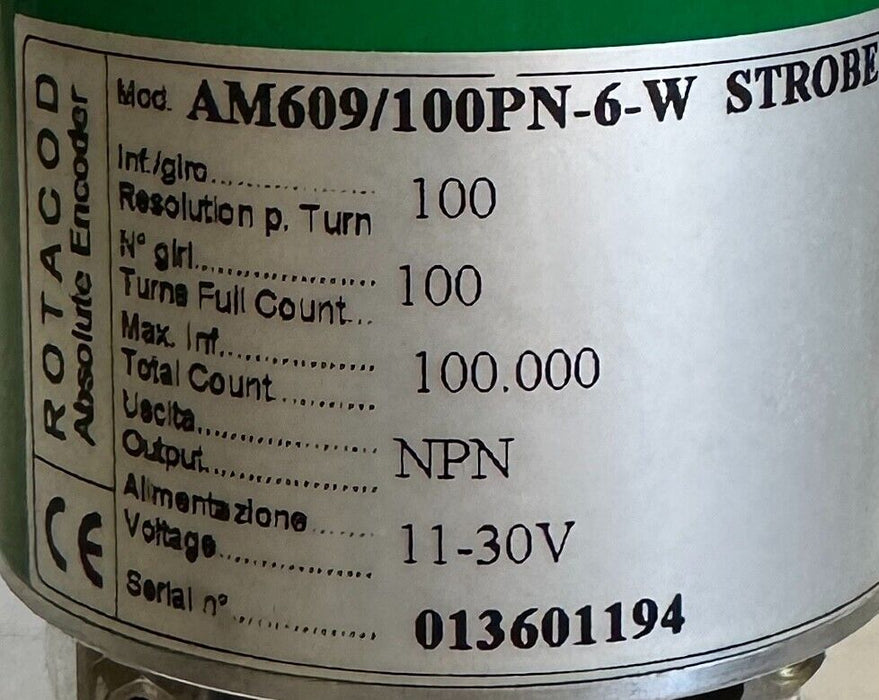 ROTACOD
Absolute Encoder
Mod. AM609/100PN-6-W STROBE
Inf./giro 100
Resolution p. Turn
N° giri 100
Turns Full Count
Max. Inf. 100.000
Total Count
Uscita NPN
Output
Alimentazione 11-30V
Voltage
Serial n° 013601194
CE